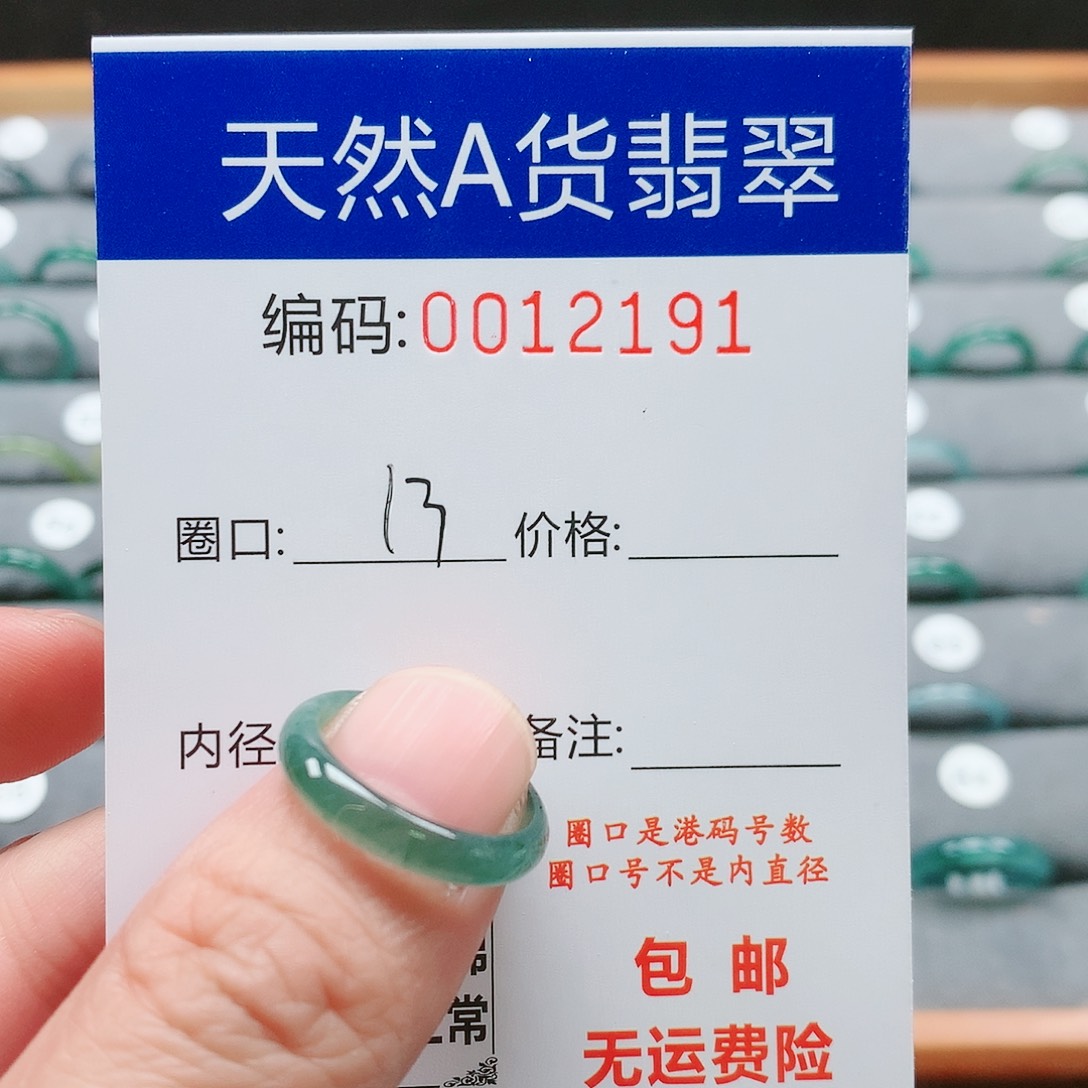 天然A货翡翠
编码:0012191
圈口: 13 价格:
内径 备注:
圈口是港码号数
圈口号不是内直径
包邮
常
无运费险